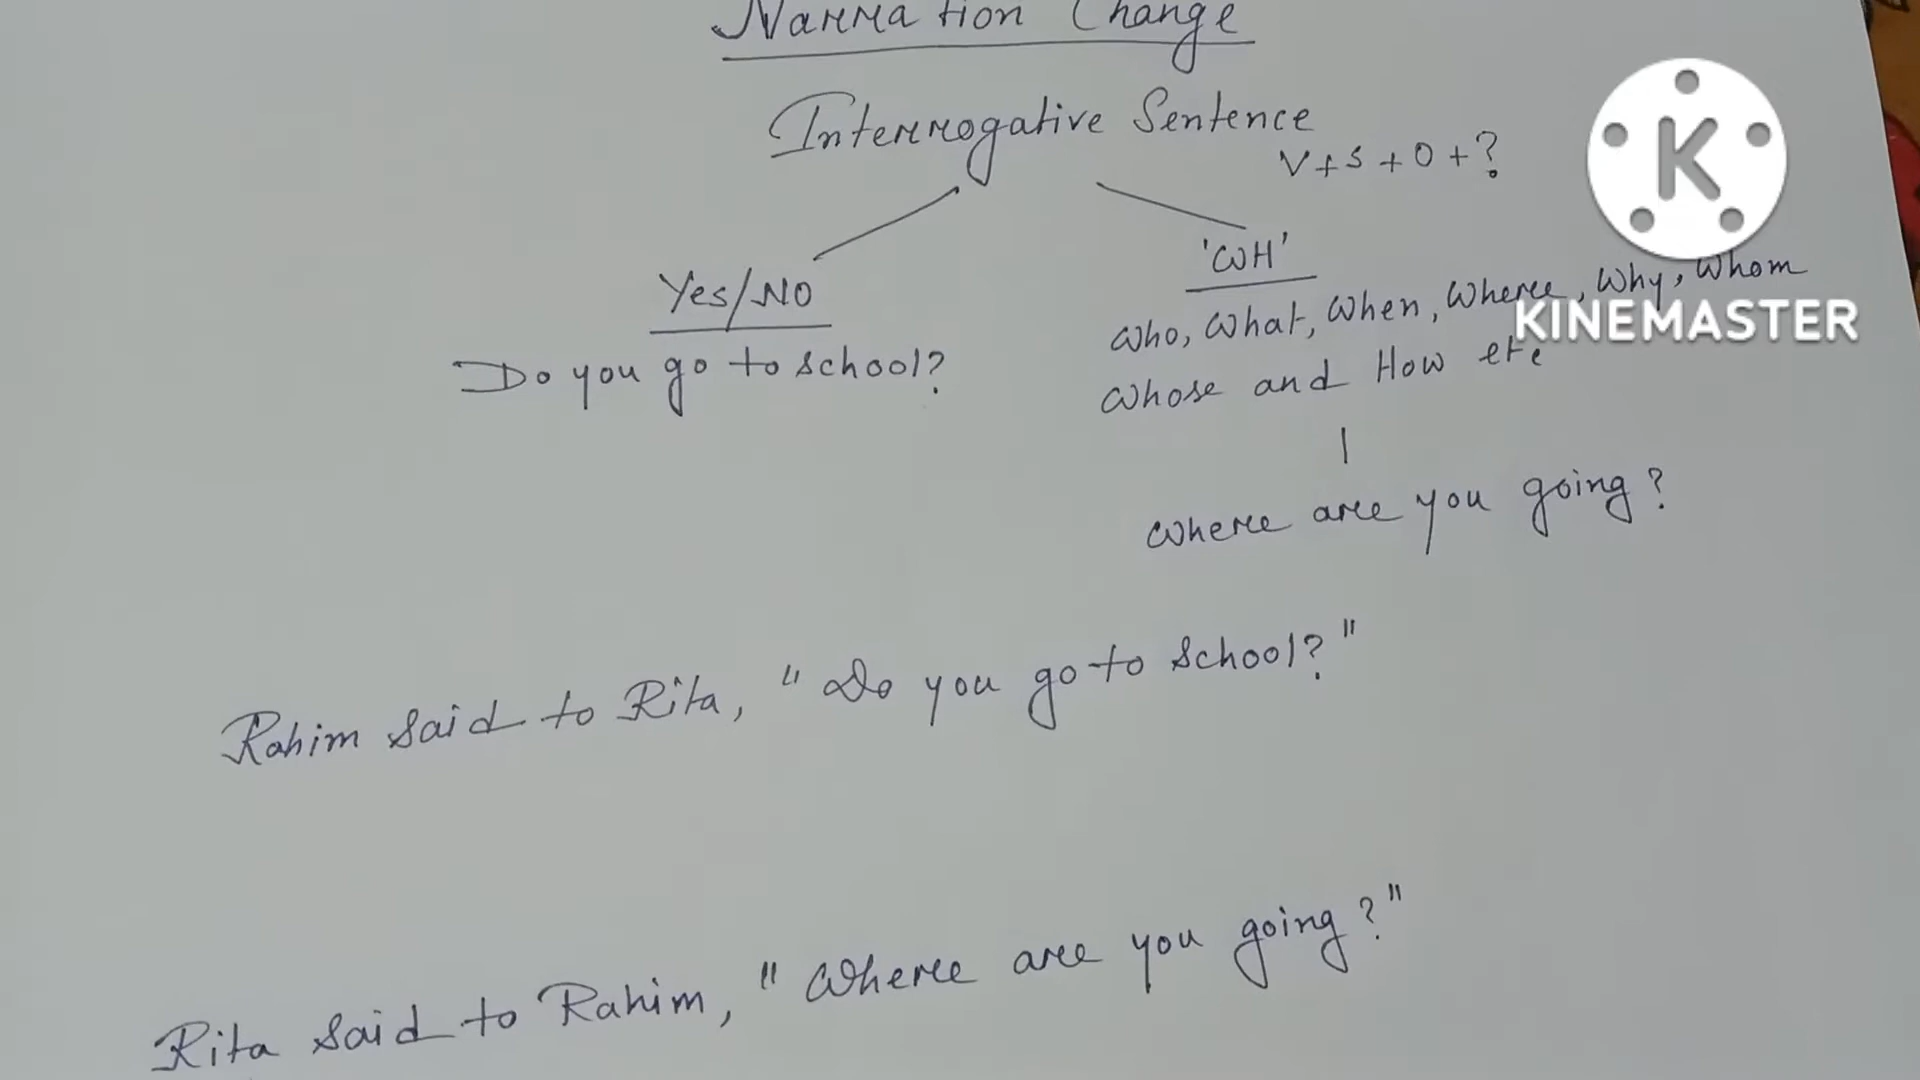 Narration Change
Interrogative Sentence
V + S + O + ?
Yes/NO
Do you go to school?
'WH'
Who, What, When, Where, Why, Whom
Whose and How etc
Where are you going?
Rahim said to Rita, "Do you go to school?"
Rita said to Rahim, "Where are you going?"
K
KINEMASTER